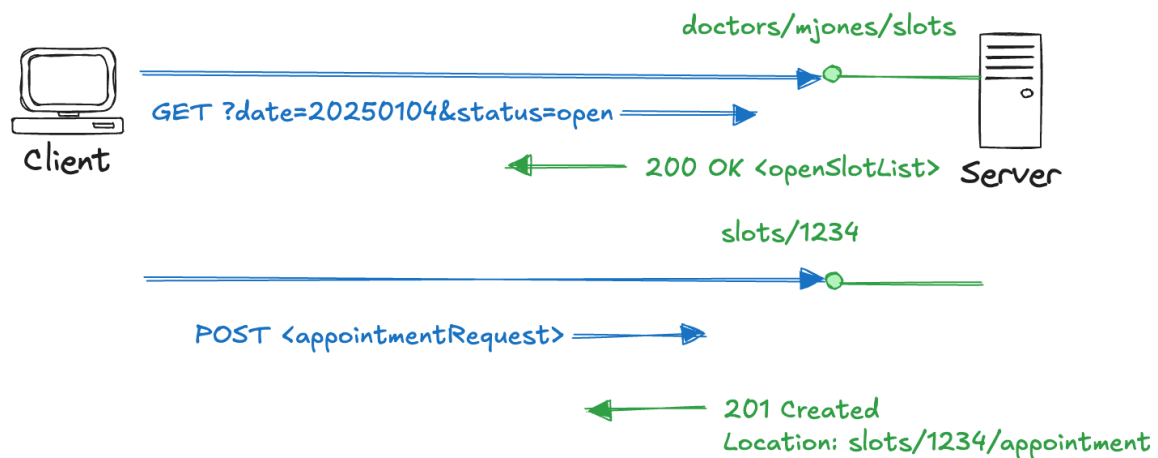 doctors/mjones/slots
GET ?date=20250104&status=open
Client
200 OK <openSlotList>
Server
slots/1234
POST <appointmentRequest>
201 Created
Location: slots/1234/appointment